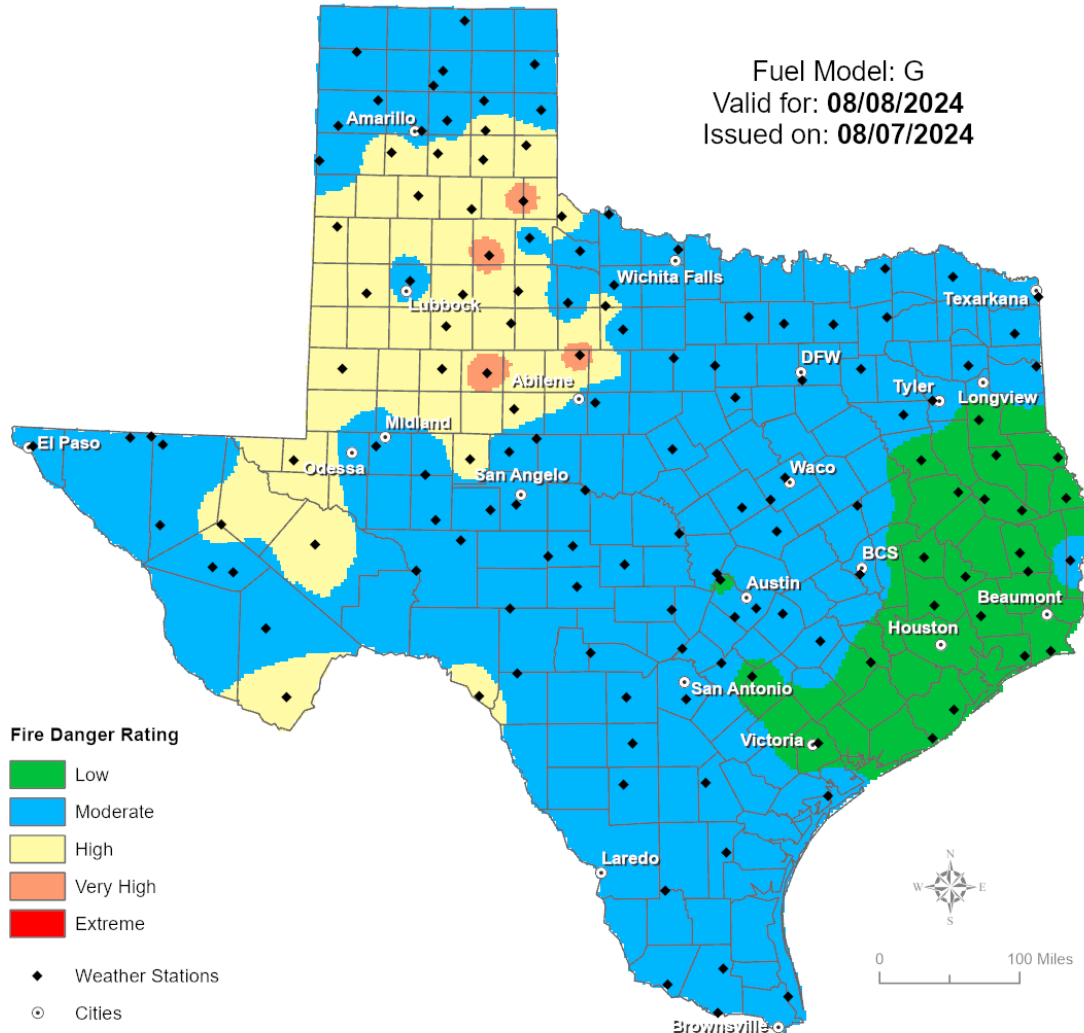 Fuel Model: G
Valid for: 08/08/2024
Issued on: 08/07/2024
Amarillo
Wichita Falls
Lubbock
Texarkana
DFW
Abilene
Tyler
Longview
Midland
El Paso
Odessa
San Angelo
Waco
BCS
Austin
Beaumont
Houston
San Antonio
Victoria
Laredo
Brownsville
Fire Danger Rating
Low
Moderate
High
Very High
Extreme
Weather Stations
Cities
N
W
E
S
0
100 Miles